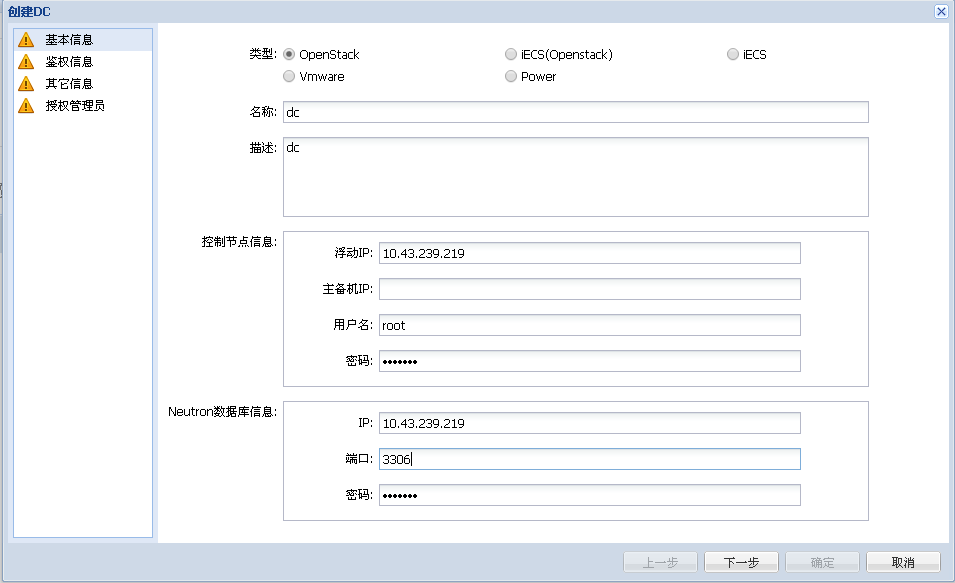 创建DC
基本信息
鉴权信息
其它信息
授权管理员
类型: OpenStack iECS(Openstack) iECS
Vmware Power
名称: dc
描述: dc
控制节点信息:
浮动IP: 10.43.239.219
主备机IP:
用户名: root
密码: •••••••
Neutron数据库信息:
IP: 10.43.239.219
端口: 3306
密码: •••••••
上一步 下一步 确定 取消